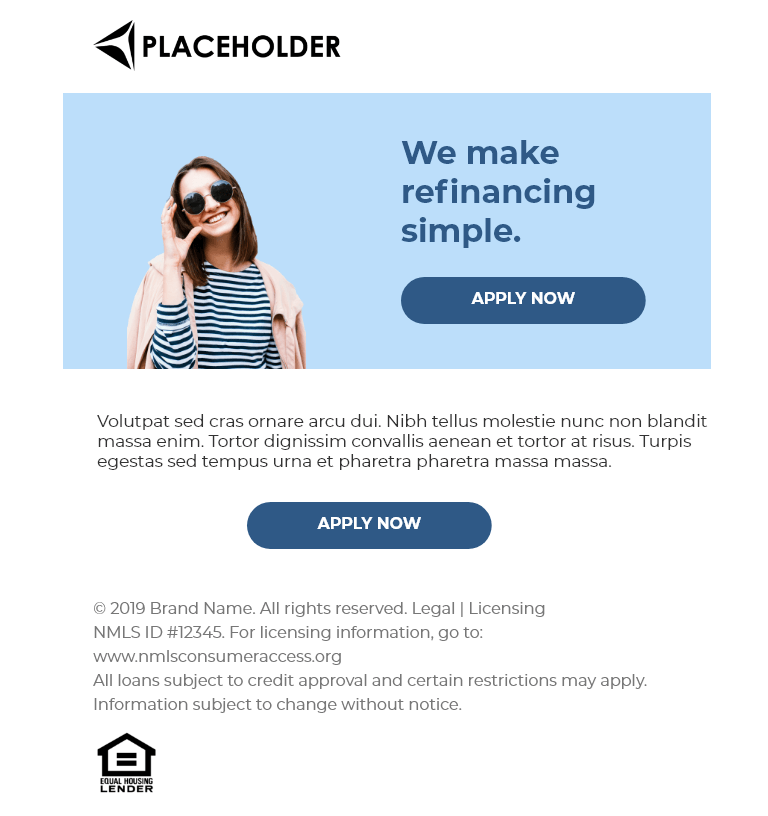 PLACEHOLDER
We make
refinancing
simple.
APPLY NOW
Volutpat sed cras ornare arcu dui. Nibh tellus molestie nunc non blandit
massa enim. Tortor dignissim convallis aenean et tortor at risus. Turpis
egestas sed tempus urna et pharetra pharetra massa massa.
APPLY NOW
© 2019 Brand Name. All rights reserved. Legal | Licensing
NMLS ID #12345. For licensing information, go to:
www.nmlsconsumeraccess.org
All loans subject to credit approval and certain restrictions may apply.
Information subject to change without notice.
EQUAL HOUSING
LENDER